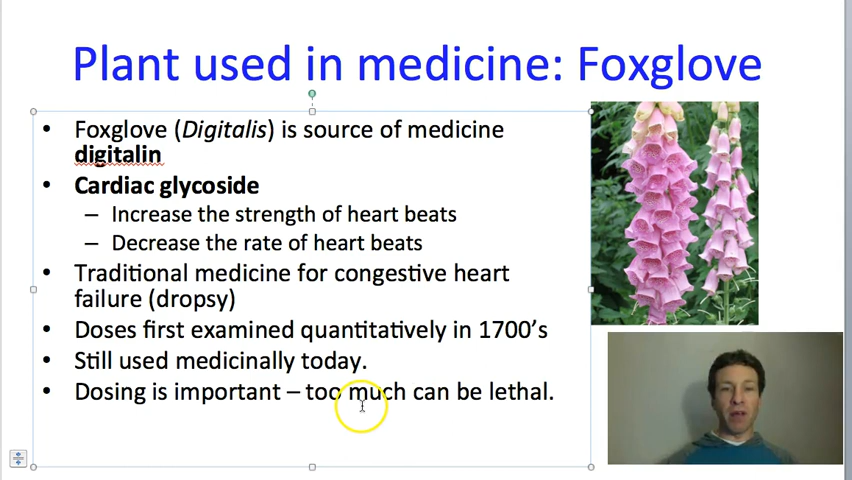 Plant used in medicine: Foxglove
• Foxglove (Digitalis) is source of medicine
digitalin
• Cardiac glycoside
– Increase the strength of heart beats
– Decrease the rate of heart beats
• Traditional medicine for congestive heart
failure (dropsy)
• Doses first examined quantitatively in 1700's
• Still used medicinally today.
• Dosing is important – too much can be lethal.